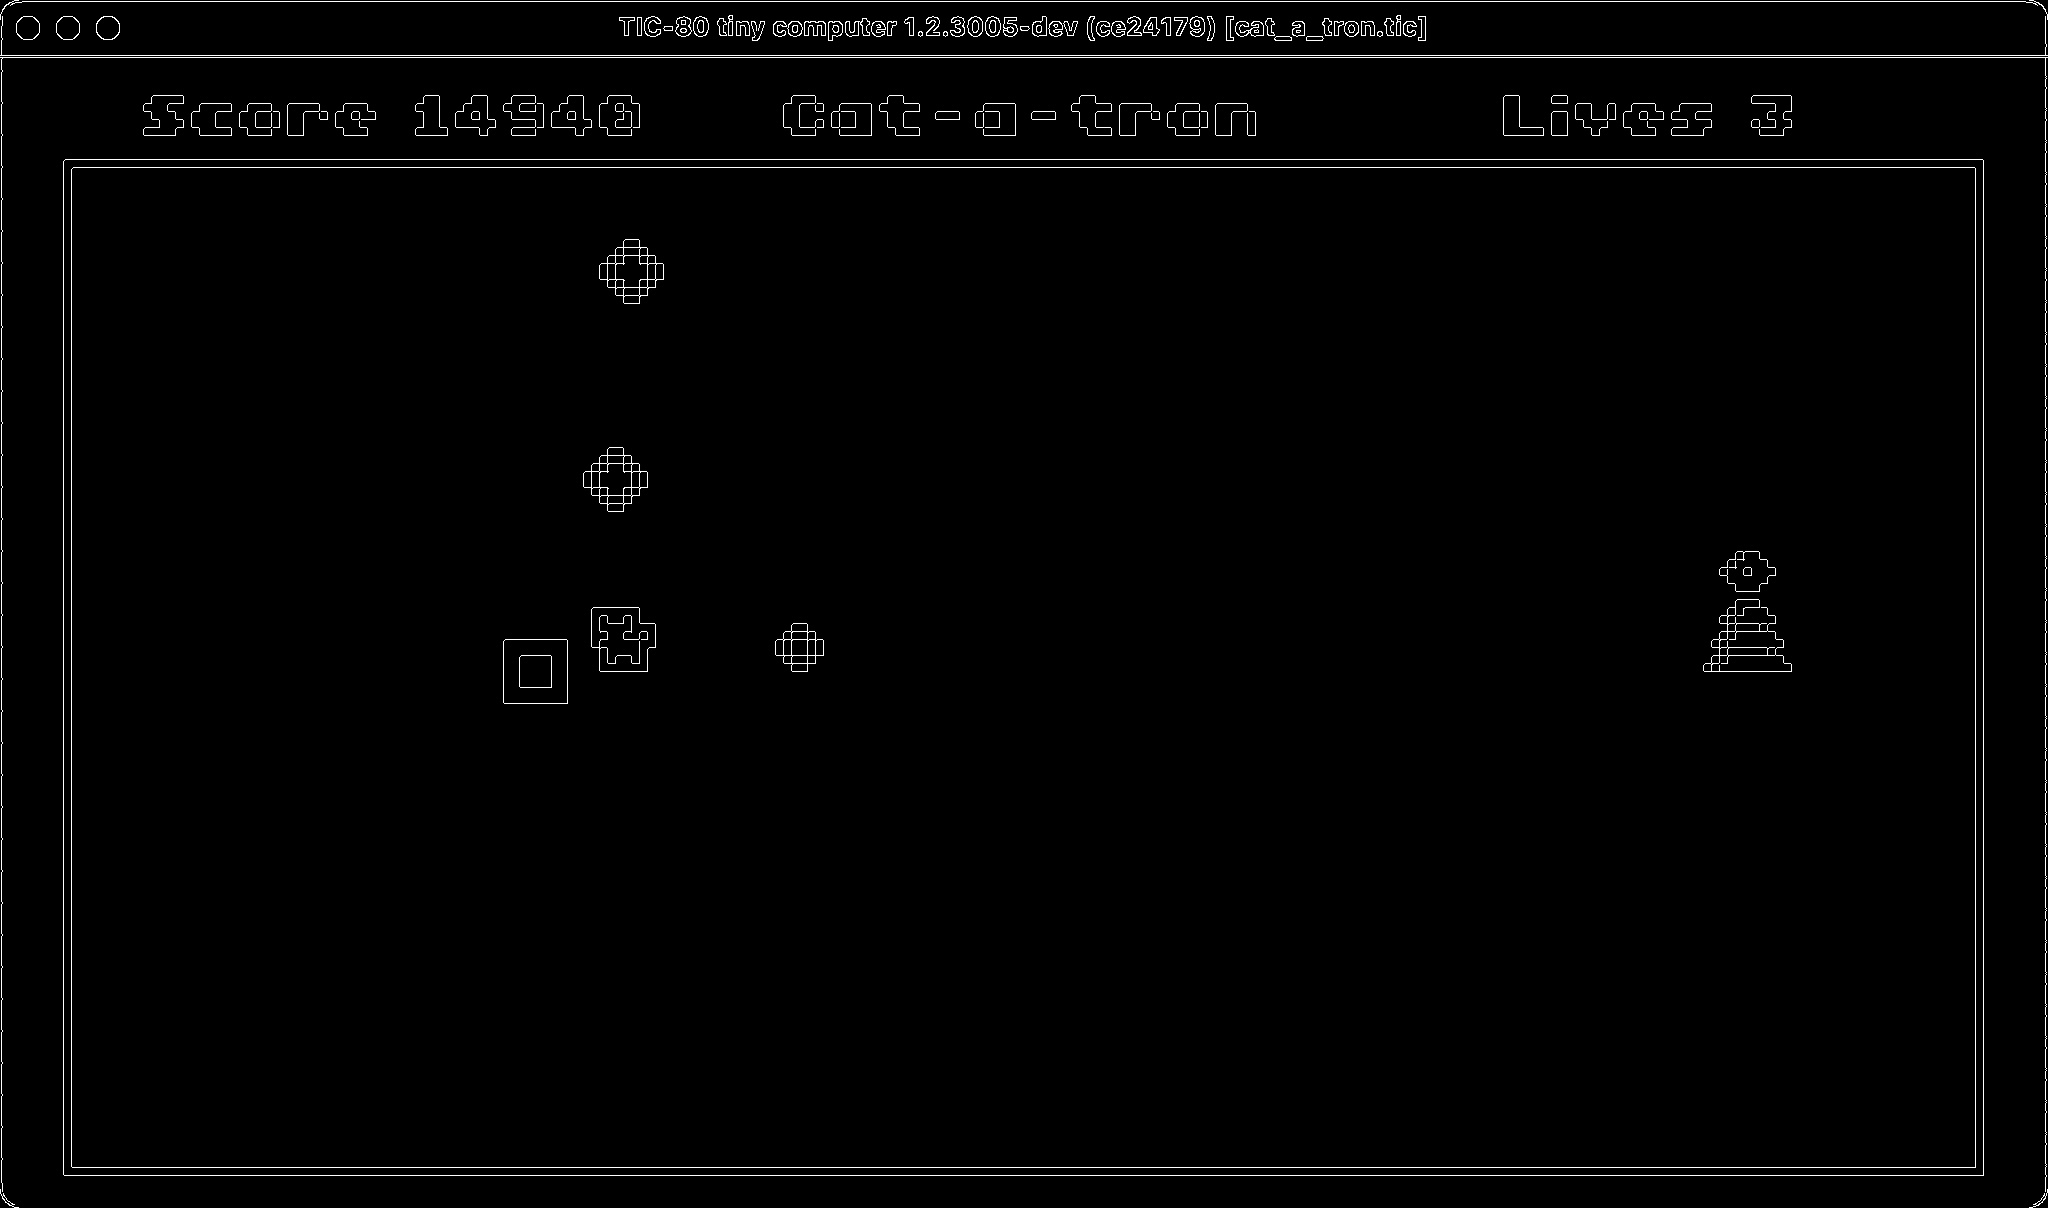 TIC-80 tiny computer 1.2.3005-dev (ce24179) [cat_a_tron.tic]
Score 14940 Cat-a-tron Lives 3